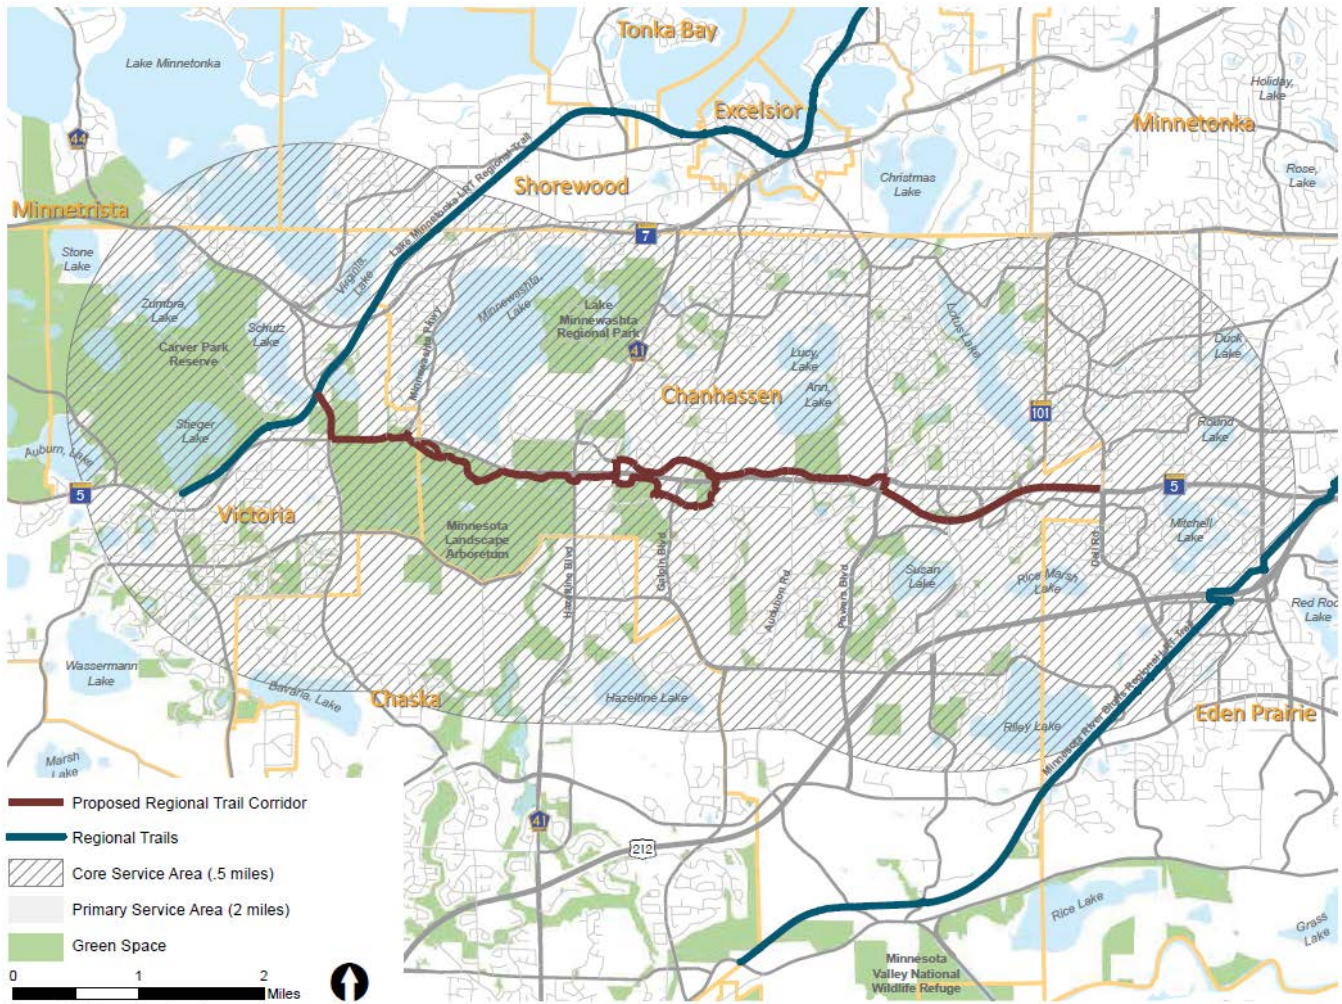 Tonka Bay
Lake Minnetonka
Holiday,
Lake
Excelsior
Minnetonka
44
Rose,
Lake
Christmas
Lake
Lake Minnetonka LRT Regional Trail
Shorewood
Minnetrista
7
Stone
Lake
Virginia,
Lake
Minnewashta,
Lake
Zumbra,
Lake
Lake
Minnewashta
Regional Park
Lotus Lake
Schutz
Lake
Carver Park
Reserve
Minnewashta Pkwy
41
Lucy,
Lake
Duck
Lake
Chanhassen
Ann,
Lake
101
Stieger
Lake
Round
Lake
Auburn, Lake
5
5
Victoria
Minnesota
Landscape
Arboretum
Mitchell
Lake
Hazeltine Blvd
Galpin Blvd
Audubon Rd
Powers Blvd
Dell Rd
Susan
Lake
Rice Marsh
Lake
Red Roc
Lake
Wassermann
Lake
Bavaria, Lake
Chaska
Hazeltine Lake
Minnesota River Bluffs Regional LRT Trail
Riley Lake
Eden Prairie
Marsh
Lake
41
212
Rice Lake
Grass
Lake
Minnesota
Valley National
Wildlife Refuge
Proposed Regional Trail Corridor
Regional Trails
Core Service Area (.5 miles)
Primary Service Area (2 miles)
Green Space
0 1 2
Miles